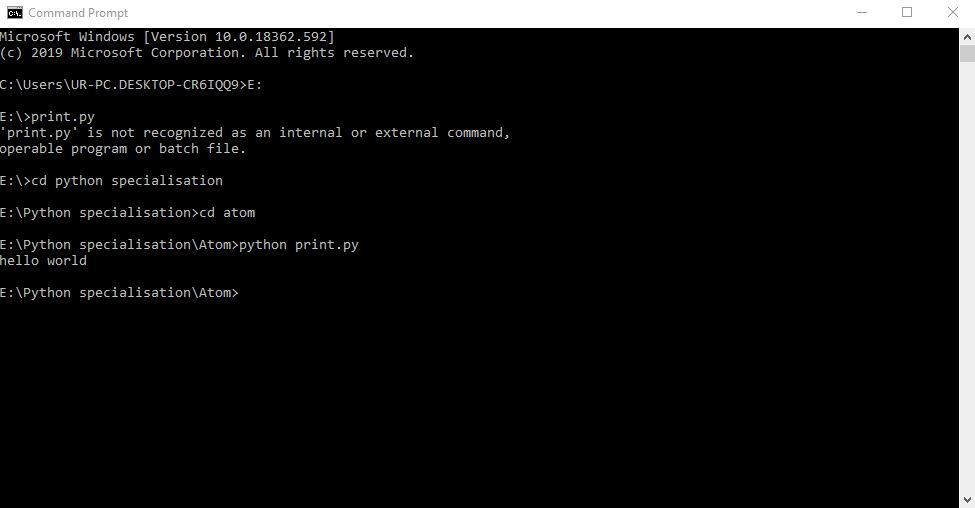 Command Prompt
Microsoft Windows [Version 10.0.18362.592]
(c) 2019 Microsoft Corporation. All rights reserved.
C:\Users\UR-PC.DESKTOP-CR6IQQ9>E:
E:\>print.py
'print.py' is not recognized as an internal or external command,
operable program or batch file.
E:\>cd python specialisation
E:\Python specialisation>cd atom
E:\Python specialisation\Atom>python print.py
hello world
E:\Python specialisation\Atom>